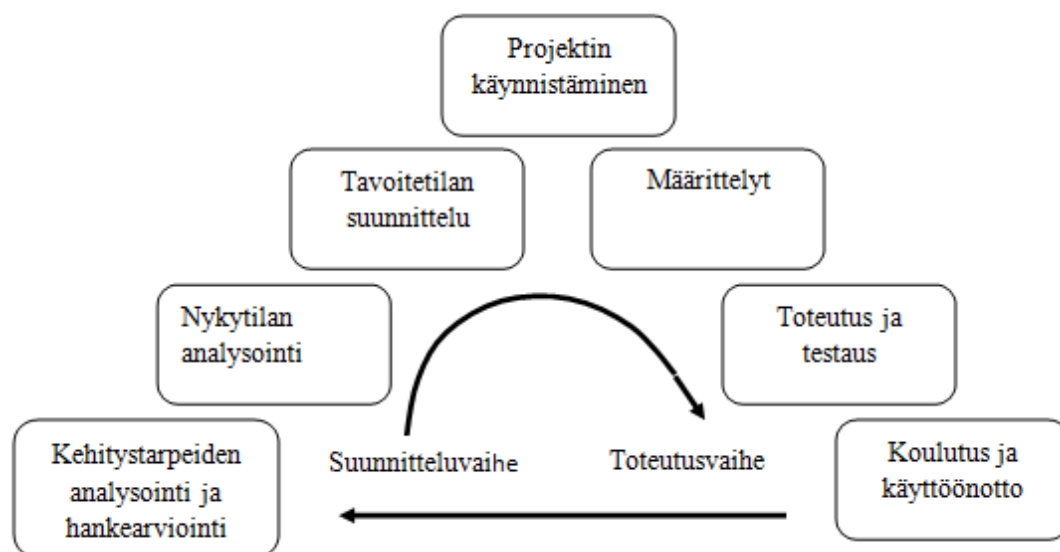 Projektin
käynnistäminen
Tavoitetilan
suunnittelu
Määrittelyt
Nykytilan
analysointi
Toteutus ja
testaus
Kehitystarpeiden
analysointi ja
hankearviointi
Suunnitteluvaihe
Toteutusvaihe
Koulutus ja
käyttöönotto